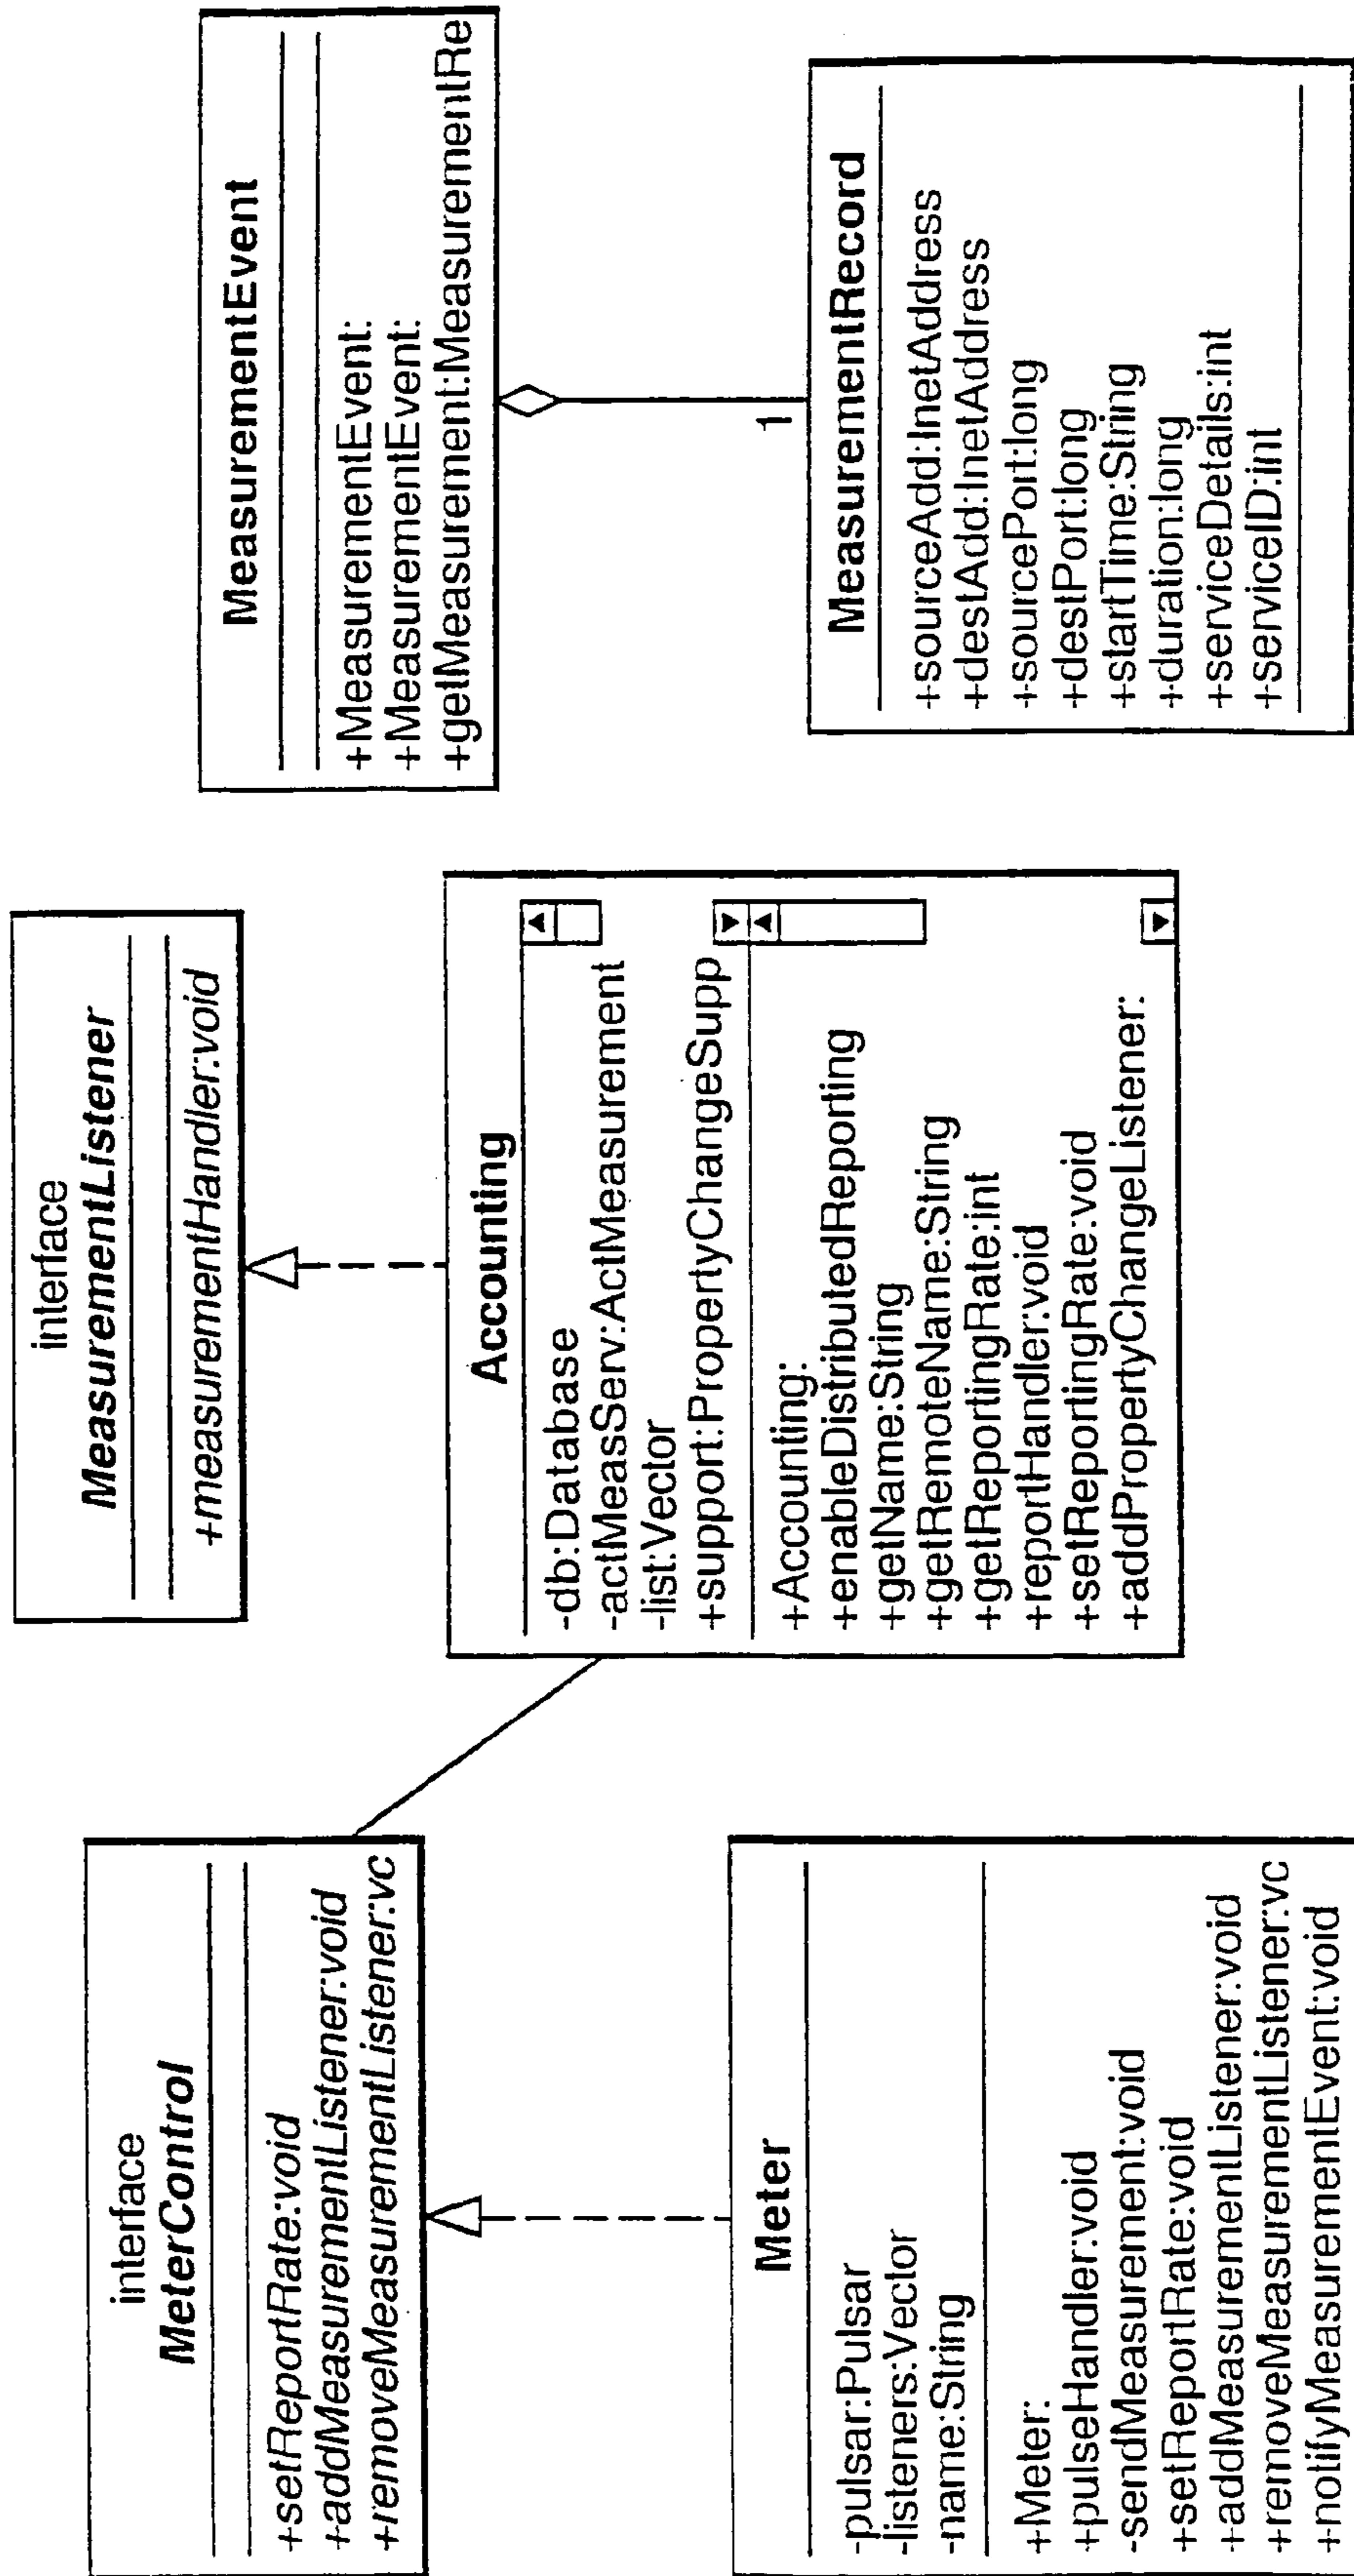 interface
MeterControl
+setReportRate:void
+addMeasurementListener:void
+removeMeasurementListener:vc
Meter
-pulsar:Pulsar
-listeners:Vector
-name:String
+Meter:
+pulseHandler:void
-sendMeasurement:void
+setReportRate:void
+addMeasurementListener:void
+removeMeasurementListener:vc
+notifyMeasurementEvent:void
interface
MeasurementListener
+measurementHandler:void
Accounting
-db:Database
-actMeasServ:ActMeasurement
-list:Vector
+support:PropertyChangeSupp
+Accounting:
+enableDistributedReporting
+getName:String
+getRemoteName:String
+getReportingRate:int
+reportHandler:void
+setReportingRate:void
+addPropertyChangeListener:
MeasurementEvent
+MeasurementEvent:
+MeasurementEvent:
+getMeasurement:MeasurementRe
1
MeasurementRecord
+sourceAdd:InetAddress
+destAdd:InetAddress
+sourcePort:long
+destPort:long
+startTime:String
+duration:long
+serviceDetails:int
+serviceID:int